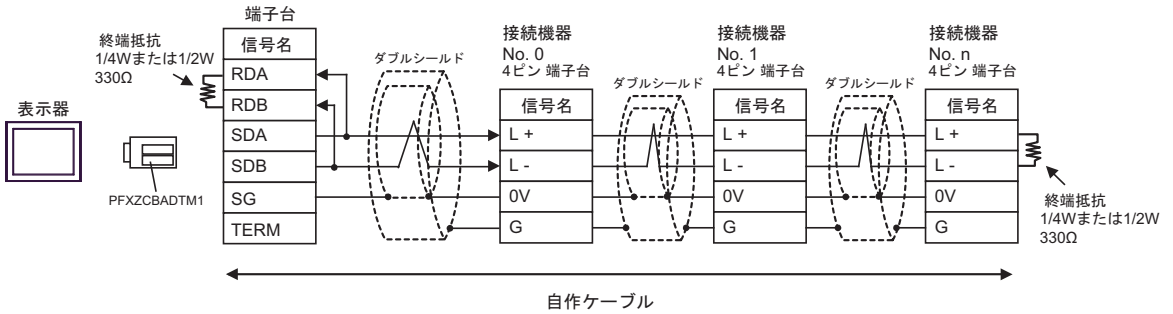 表示器
PFXZCBADTM1
終端抵抗
1/4Wまたは1/2W
330Ω
端子台
信号名
RDA
RDB
SDA
SDB
SG
TERM
ダブルシールド
接続機器
No. 0
4ピン 端子台
信号名
L +
L -
0V
G
ダブルシールド
接続機器
No. 1
4ピン 端子台
信号名
L +
L -
0V
G
ダブルシールド
接続機器
No. n
4ピン 端子台
信号名
L +
L -
0V
G
終端抵抗
1/4Wまたは1/2W
330Ω
自作ケーブル